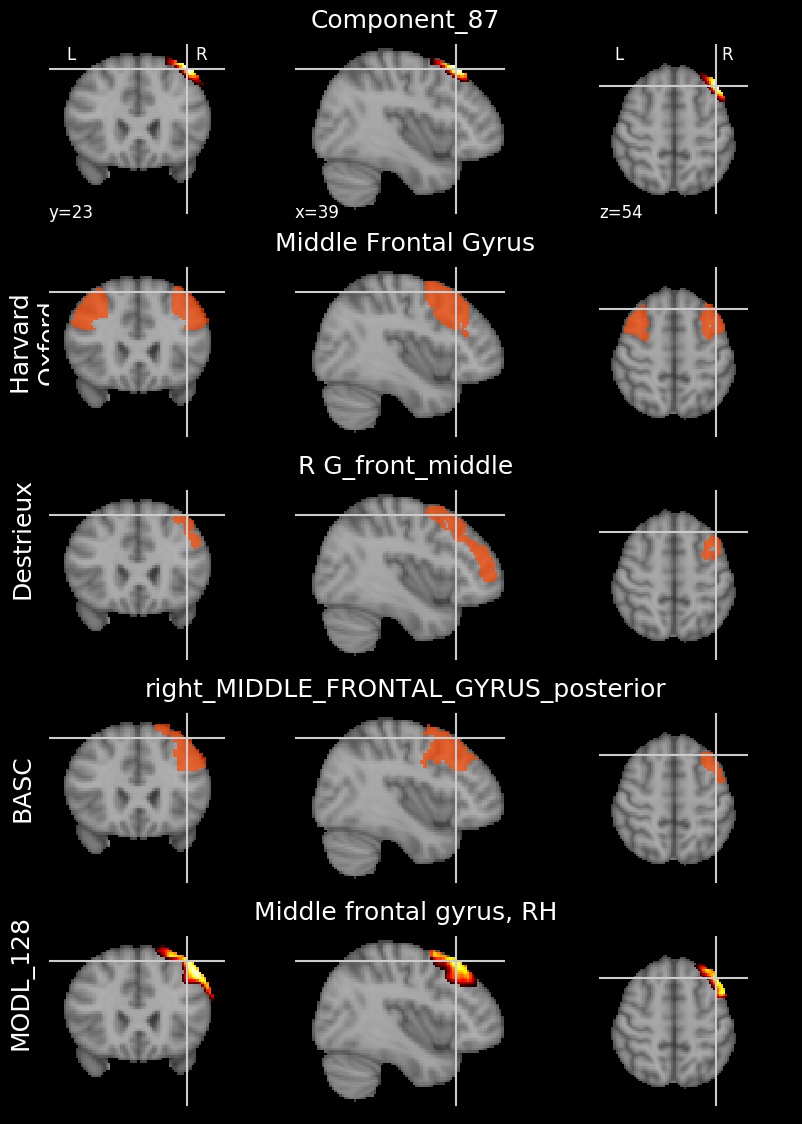 Component_87
L R L R
y=23 x=39 z=54
Middle Frontal Gyrus
Harvard
Oxford
R G_front_middle
Destrieux
right_MIDDLE_FRONTAL_GYRUS_posterior
BASC
Middle frontal gyrus, RH
MODL_128